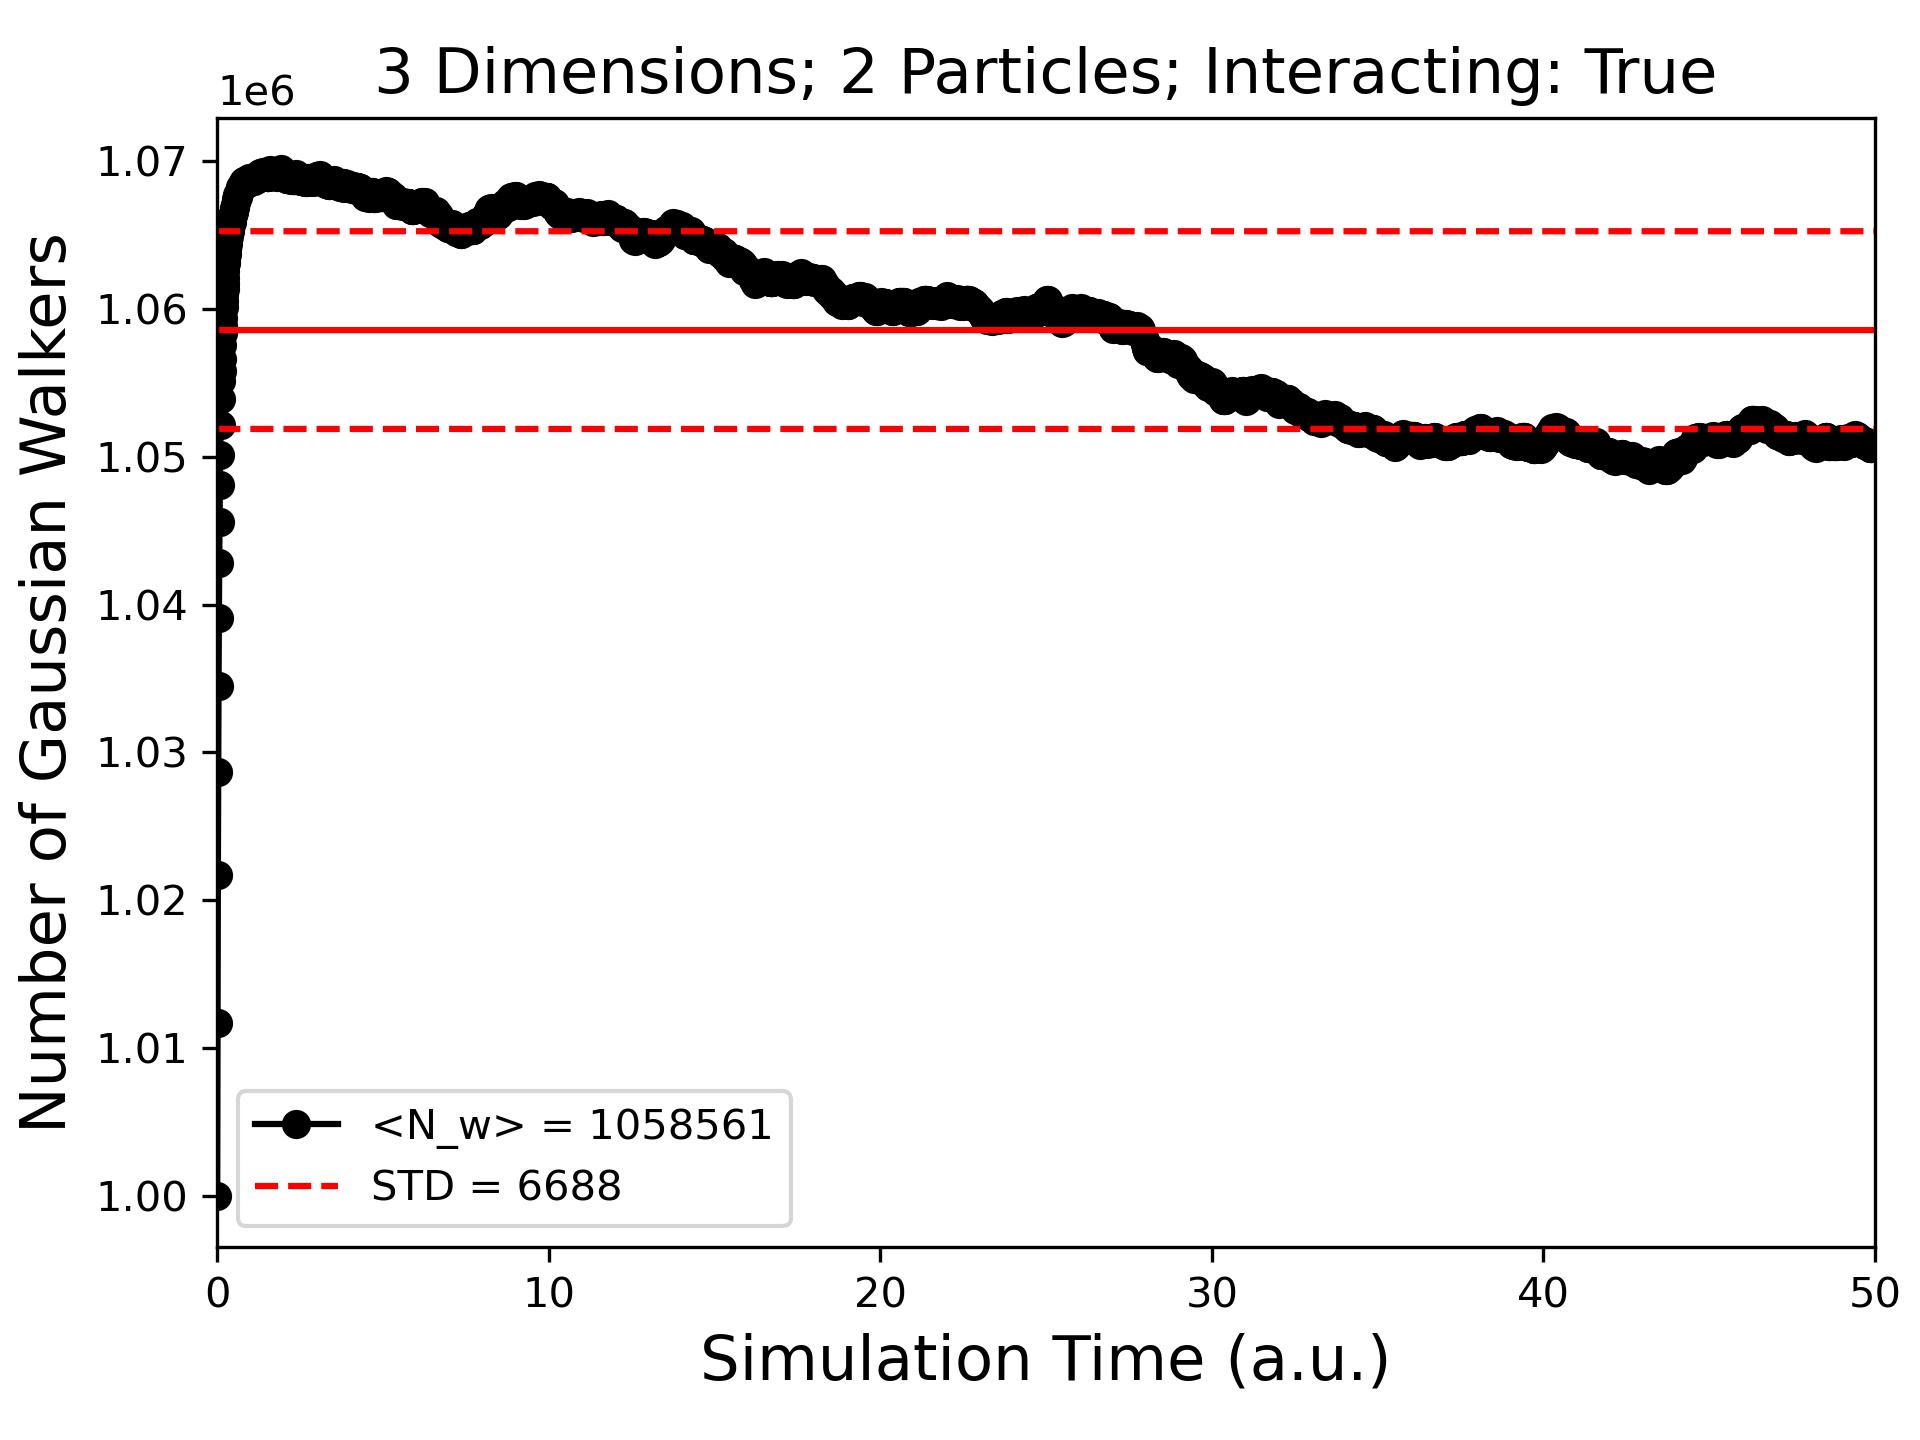 3 Dimensions; 2 Particles; Interacting: True
1e6
1.07
1.06
1.05
1.04
1.03
1.02
1.01
1.00
Number of Gaussian Walkers
<N_w> = 1058561
STD = 6688
0 10 20 30 40 50
Simulation Time (a.u.)